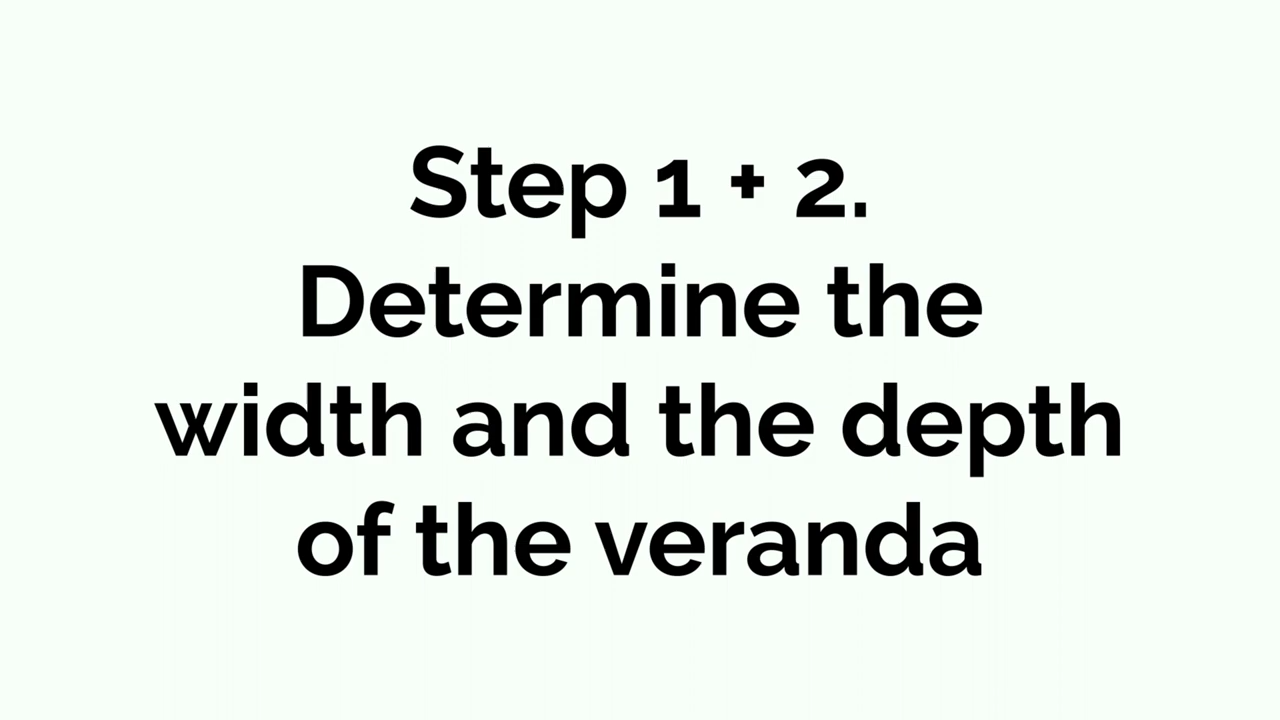 Step 1 + 2.
Determine the
width and the depth
of the veranda